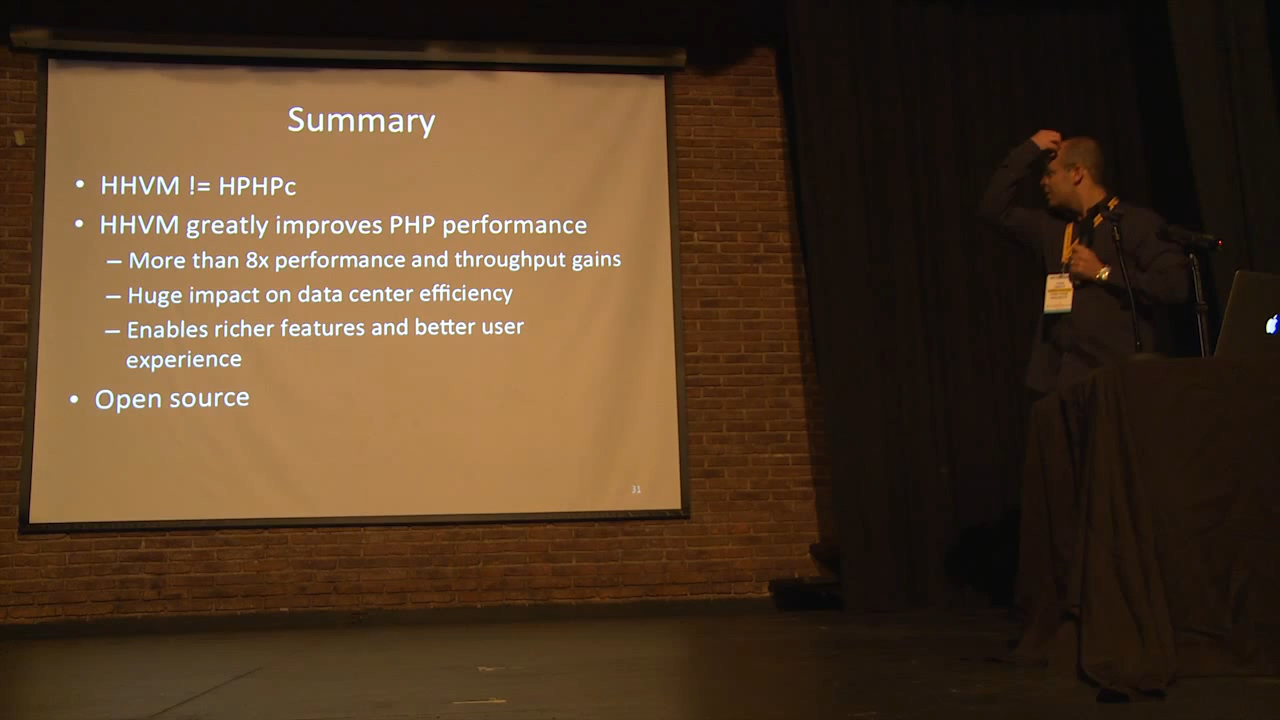 Summary
• HHVM != HPHPc
• HHVM greatly improves PHP performance
– More than 8x performance and throughput gains
– Huge impact on data center efficiency
– Enables richer features and better user
experience
• Open source
31